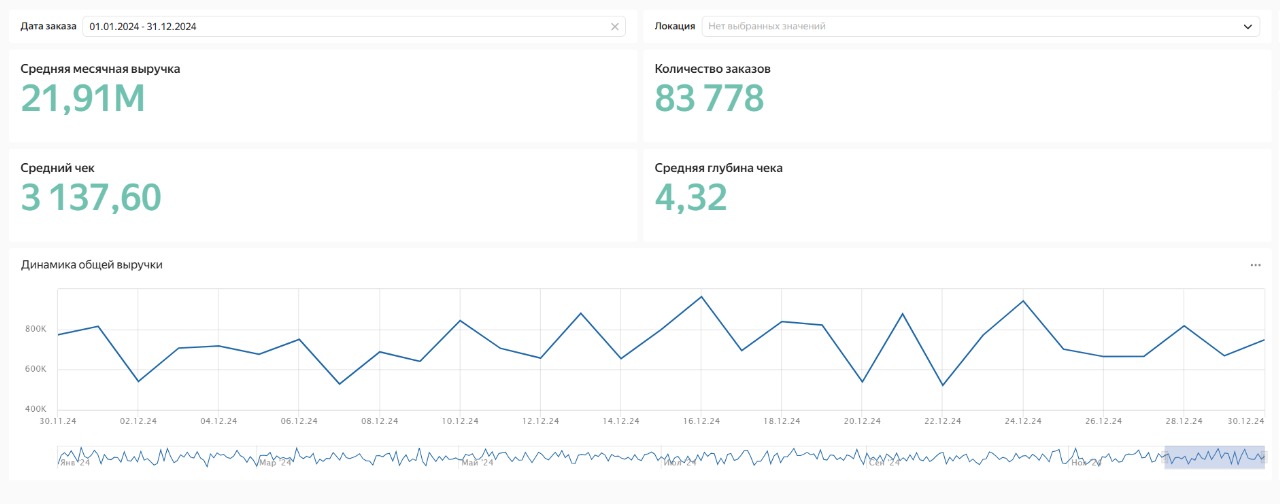 Дата заказа 01.01.2024 - 31.12.2024
Локация Нет выбранных значений
Средняя месячная выручка
21,91M
Количество заказов
83 778
Средний чек
3 137,60
Средняя глубина чека
4,32
Динамика общей выручки
800K
600K
400K
30.11.24 02.12.24 04.12.24 06.12.24 08.12.24 10.12.24 12.12.24 14.12.24 16.12.24 18.12.24 20.12.24 22.12.24 24.12.24 26.12.24 28.12.24 30.12.24
Янв '24 Мар '24 Май '24 Июл '24 Сен '24 Ноя '24